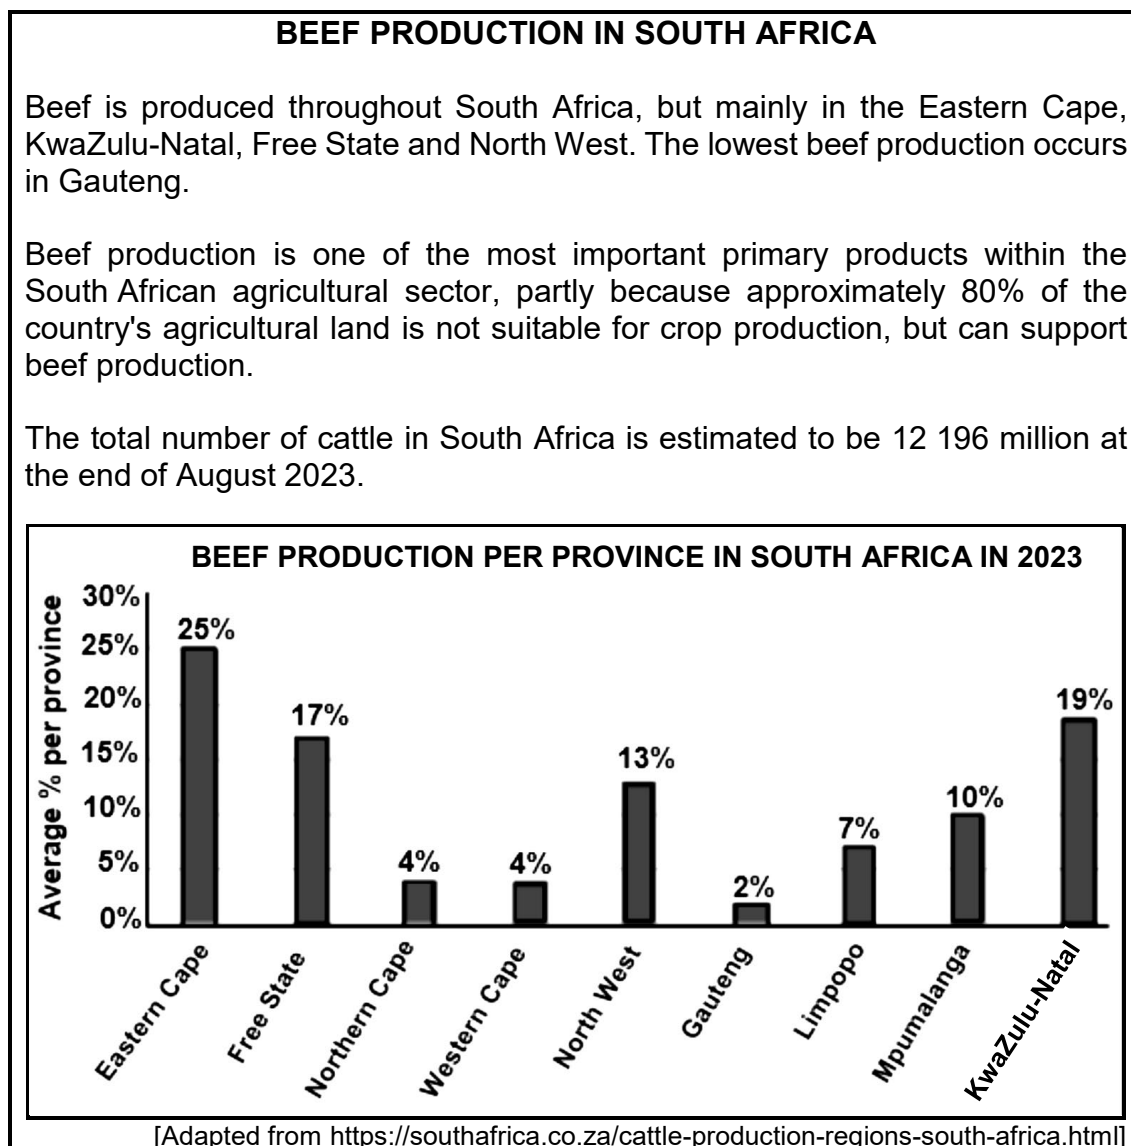 BEEF PRODUCTION IN SOUTH AFRICA
Beef is produced throughout South Africa, but mainly in the Eastern Cape,
KwaZulu-Natal, Free State and North West. The lowest beef production occurs
in Gauteng.
Beef production is one of the most important primary products within the
South African agricultural sector, partly because approximately 80% of the
country's agricultural land is not suitable for crop production, but can support
beef production.
The total number of cattle in South Africa is estimated to be 12 196 million at
the end of August 2023.
BEEF PRODUCTION PER PROVINCE IN SOUTH AFRICA IN 2023
Average % per province
30%
25%
20%
15%
10%
5%
0%
25%
17%
4%
4%
13%
2%
7%
10%
19%
Eastern Cape
Free State
Northern Cape
Western Cape
North West
Gauteng
Limpopo
Mpumalanga
KwaZulu-Natal
[Adapted from https://southafrica.co.za/cattle-production-regions-south-africa.html]